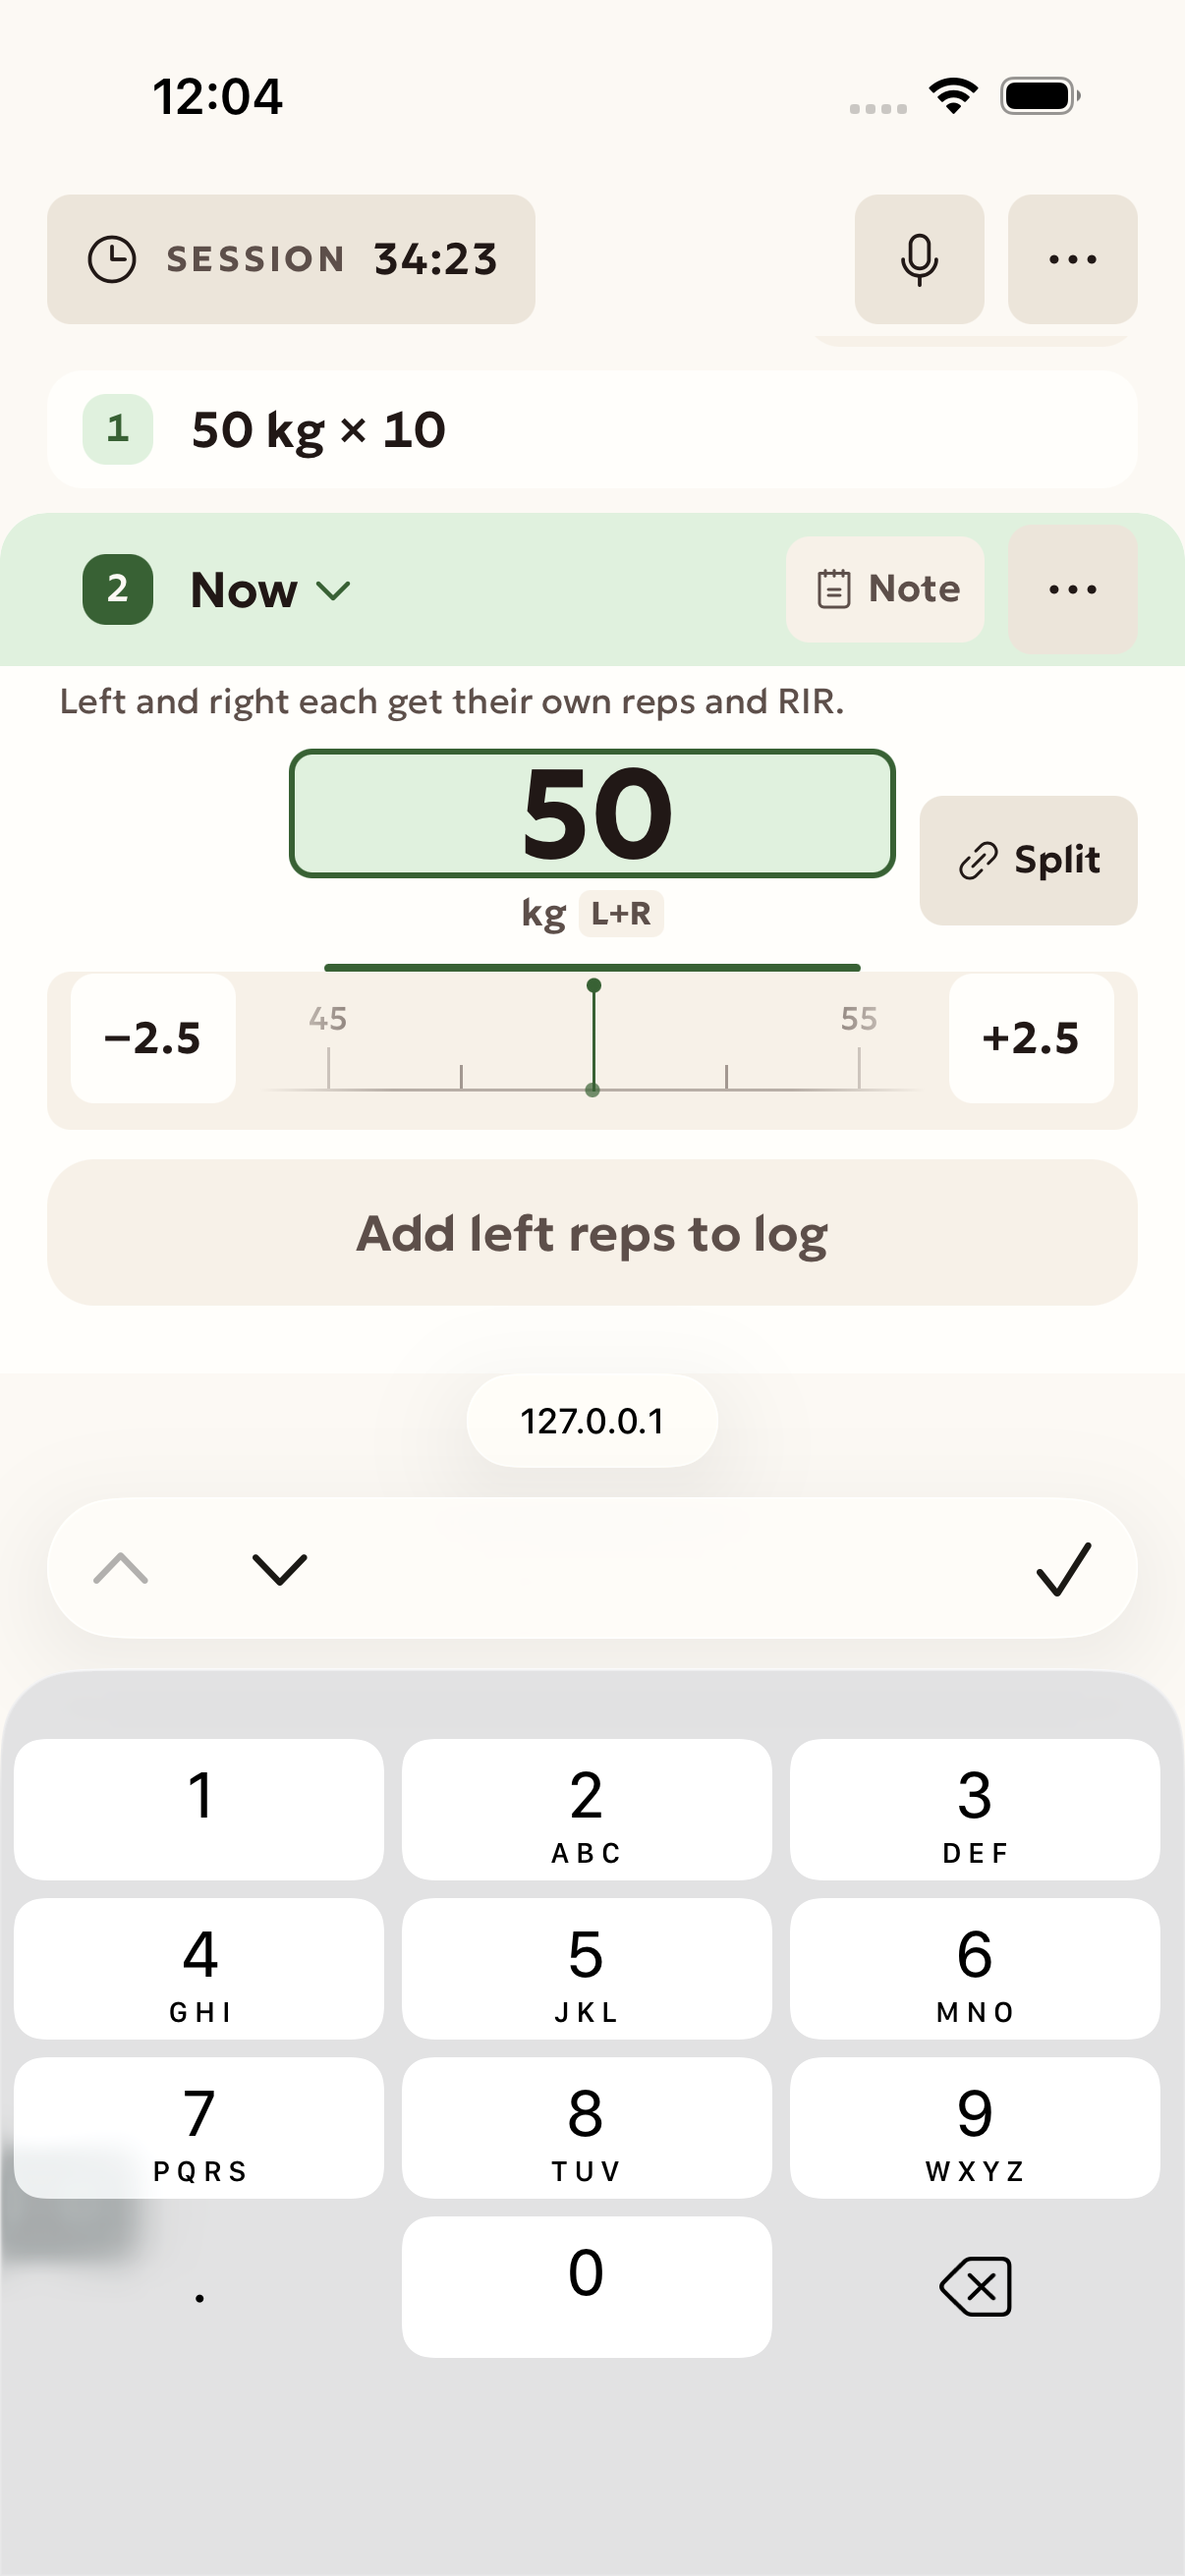 12:04
SESSION 34:23
1 50 kg × 10
2 Now Note
Left and right each get their own reps and RIR.
50
Split
kg L+R
−2.5 45 55 +2.5
Add left reps to log
127.0.0.1
1 2 3
ABC DEF
4 5 6
GHI JKL MNO
7 8 9
PQRS TUV WXYZ
. 0